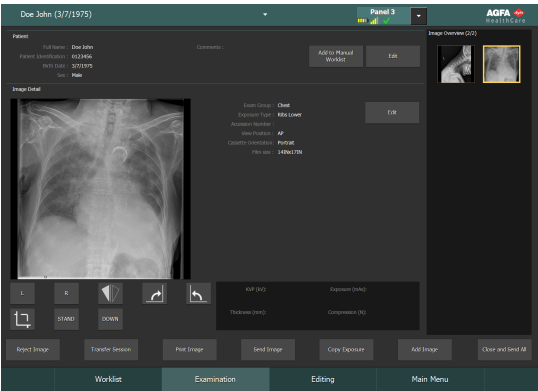 Doe John (3/7/1975)
Panel 3
AGFA
HealthCare
Patient
Full Name : Doe John
Patient Identification : 0123456
Birth Date : 3/7/1975
Sex : Male
Comments :
Add to Manual
Worklist
Edit
Image Overview (2/2)
Image Detail
Exam Group : Chest
Exposure Type : Ribs Lower
Accession Number :
View Position : AP
Cassette Orientation : Portrait
Film size : 14INx17IN
Edit
L
R
STAND
DOWN
KVP (kV):
Exposure (mAs):
Thickness (mm):
Compression (N):
Reject Image
Transfer Session
Print Image
Send Image
Copy Exposure
Add Image
Close and Send All
Worklist
Examination
Editing
Main Menu